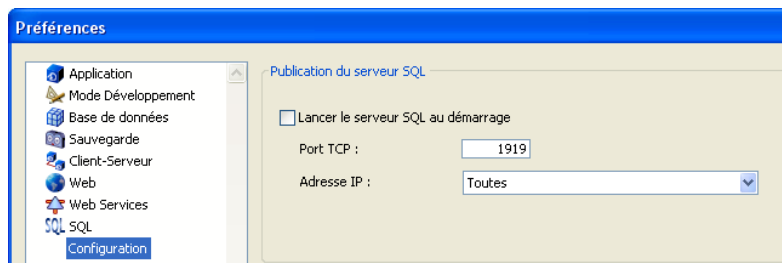 Préférences
Application
Mode Développement
Base de données
Sauvegarde
Client-Serveur
Web
Web Services
SQL SQL
Configuration
Publication du serveur SQL
Lancer le serveur SQL au démarrage
Port TCP : 1919
Adresse IP : Toutes